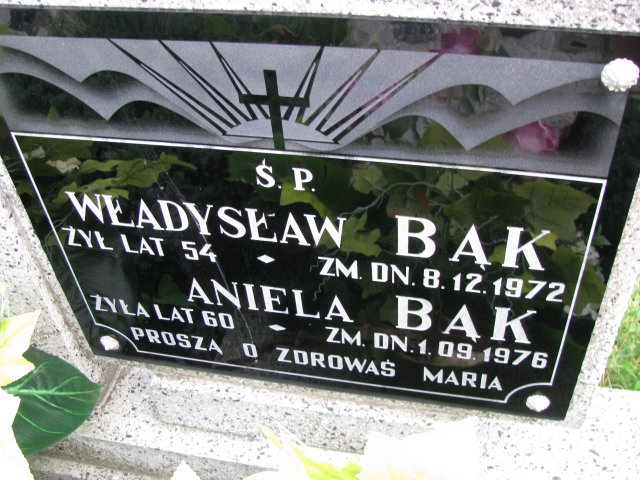 Ś.P.
WŁADYSŁAW BĄK
ŻYŁ LAT 54 ZM. DN. 8.12.1972
ANIELA BĄK
ŻYŁA LAT 60 ZM. DN. 1.09.1976
PROSZĄ O ZDROWAŚ MARIA